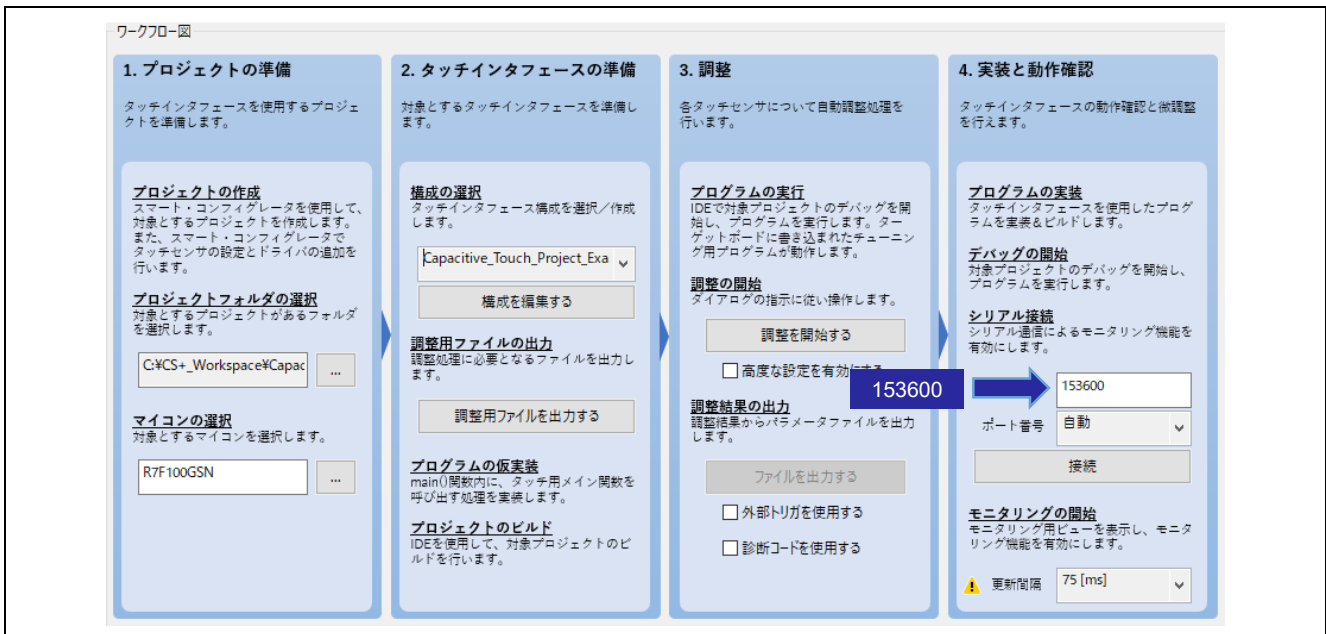 ワークフロー図
1. プロジェクトの準備
タッチインタフェースを使用するプロジェ
クトを準備します。
プロジェクトの作成
スマート・コンフィグレータを使用して、
対象とするプロジェクトを作成します。
また、スマート・コンフィグレータで
タッチセンサの設定とドライバの追加を
行います。
プロジェクトフォルダの選択
対象とするプロジェクトがあるフォルダ
を選択します。
C:¥CS+_Workspace¥Capac
...
マイコンの選択
対象とするマイコンを選択します。
R7F100GSN
...
2. タッチインタフェースの準備
対象とするタッチインタフェースを準備し
ます。
構成の選択
タッチインタフェース構成を選択／作成
します。
Capacitive_Touch_Project_Exa
構成を編集する
調整用ファイルの出力
調整処理に必要となるファイルを出力し
ます。
調整用ファイルを出力する
プログラムの仮実装
main()関数内に、タッチ用メイン関数を
呼び出す処理を実装します。
プロジェクトのビルド
IDEを使用して、対象プロジェクトのビ
ルドを行います。
3. 調整
各タッチセンサについて自動調整処理を
行います。
プログラムの実行
IDEで対象プロジェクトのデバッグを開
始し、プログラムを実行します。ター
ゲットボードに書き込まれたチューニン
グ用プログラムが動作します。
調整の開始
ダイアログの指示に従い操作します。
調整を開始する
高度な設定を有効にする
153600
調整結果の出力
調整結果からパラメータファイルを出力
します。
ファイルを出力する
外部トリガを使用する
診断コードを使用する
4. 実装と動作確認
タッチインタフェースの動作確認と微調整
を行えます。
プログラムの実装
タッチインタフェースを使用したプログ
ラムを実装&ビルドします。
デバッグの開始
対象プロジェクトのデバッグを開始し、
プログラムを実行します。
シリアル接続
シリアル通信によるモニタリング機能を
有効にします。
153600
ポート番号 自動
接続
モニタリングの開始
モニタリング用ビューを表示し、モニタ
リング機能を有効にします。
更新間隔 75 [ms]